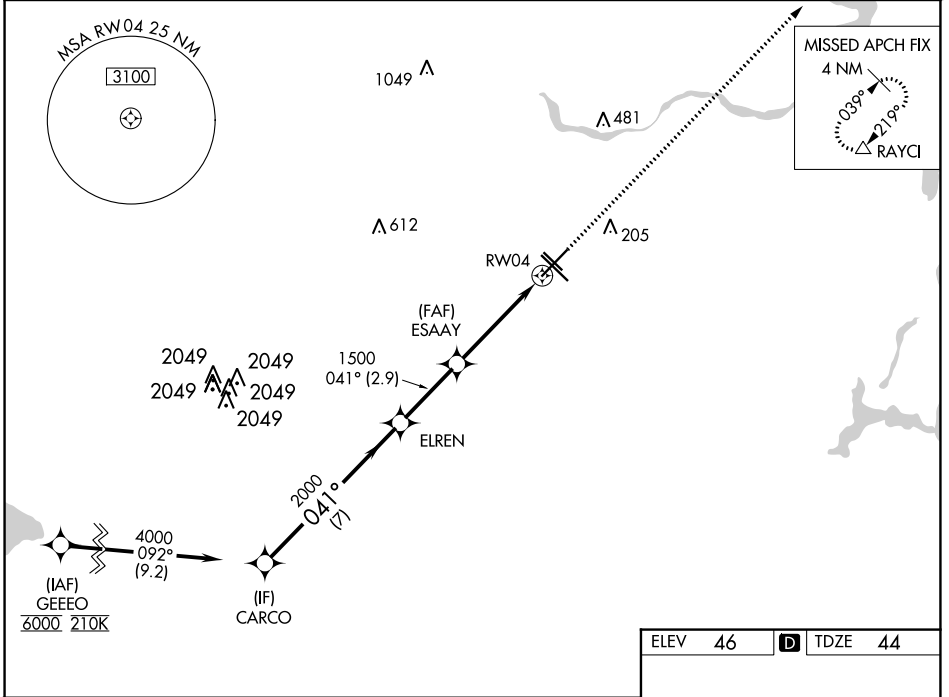 MSA RW04 25 NM
3100
1049
481
MISSED APCH FIX
4 NM
039°
219°
RAYCI
612
205
RW04
(FAF)
ESAAY
1500
041° (2.9)
2049
2049
2049
2049
2049
ELREN
2000
041°
(7)
4000
092°
(9.2)
(IAF)
GEEEO
6000 210K
(IF)
CARCO
ELEV 46 D TDZE 44